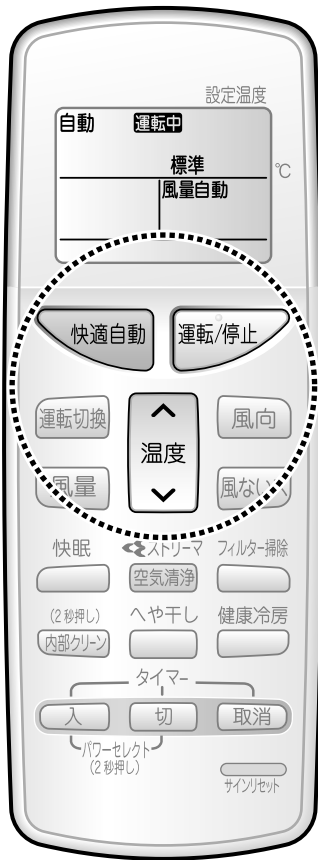 設定温度
自動 運転中
標準 ℃
風量自動
快適自動 運転/停止
運転切換 風向
温度
風量 風ない
快眠 ストリーマ フィルター掃除
空気清浄
(2秒押し) へや干し 健康冷房
内部クリーン
タイマー
入 切 取消
パワーセレクト
(2秒押し)
サインリセット